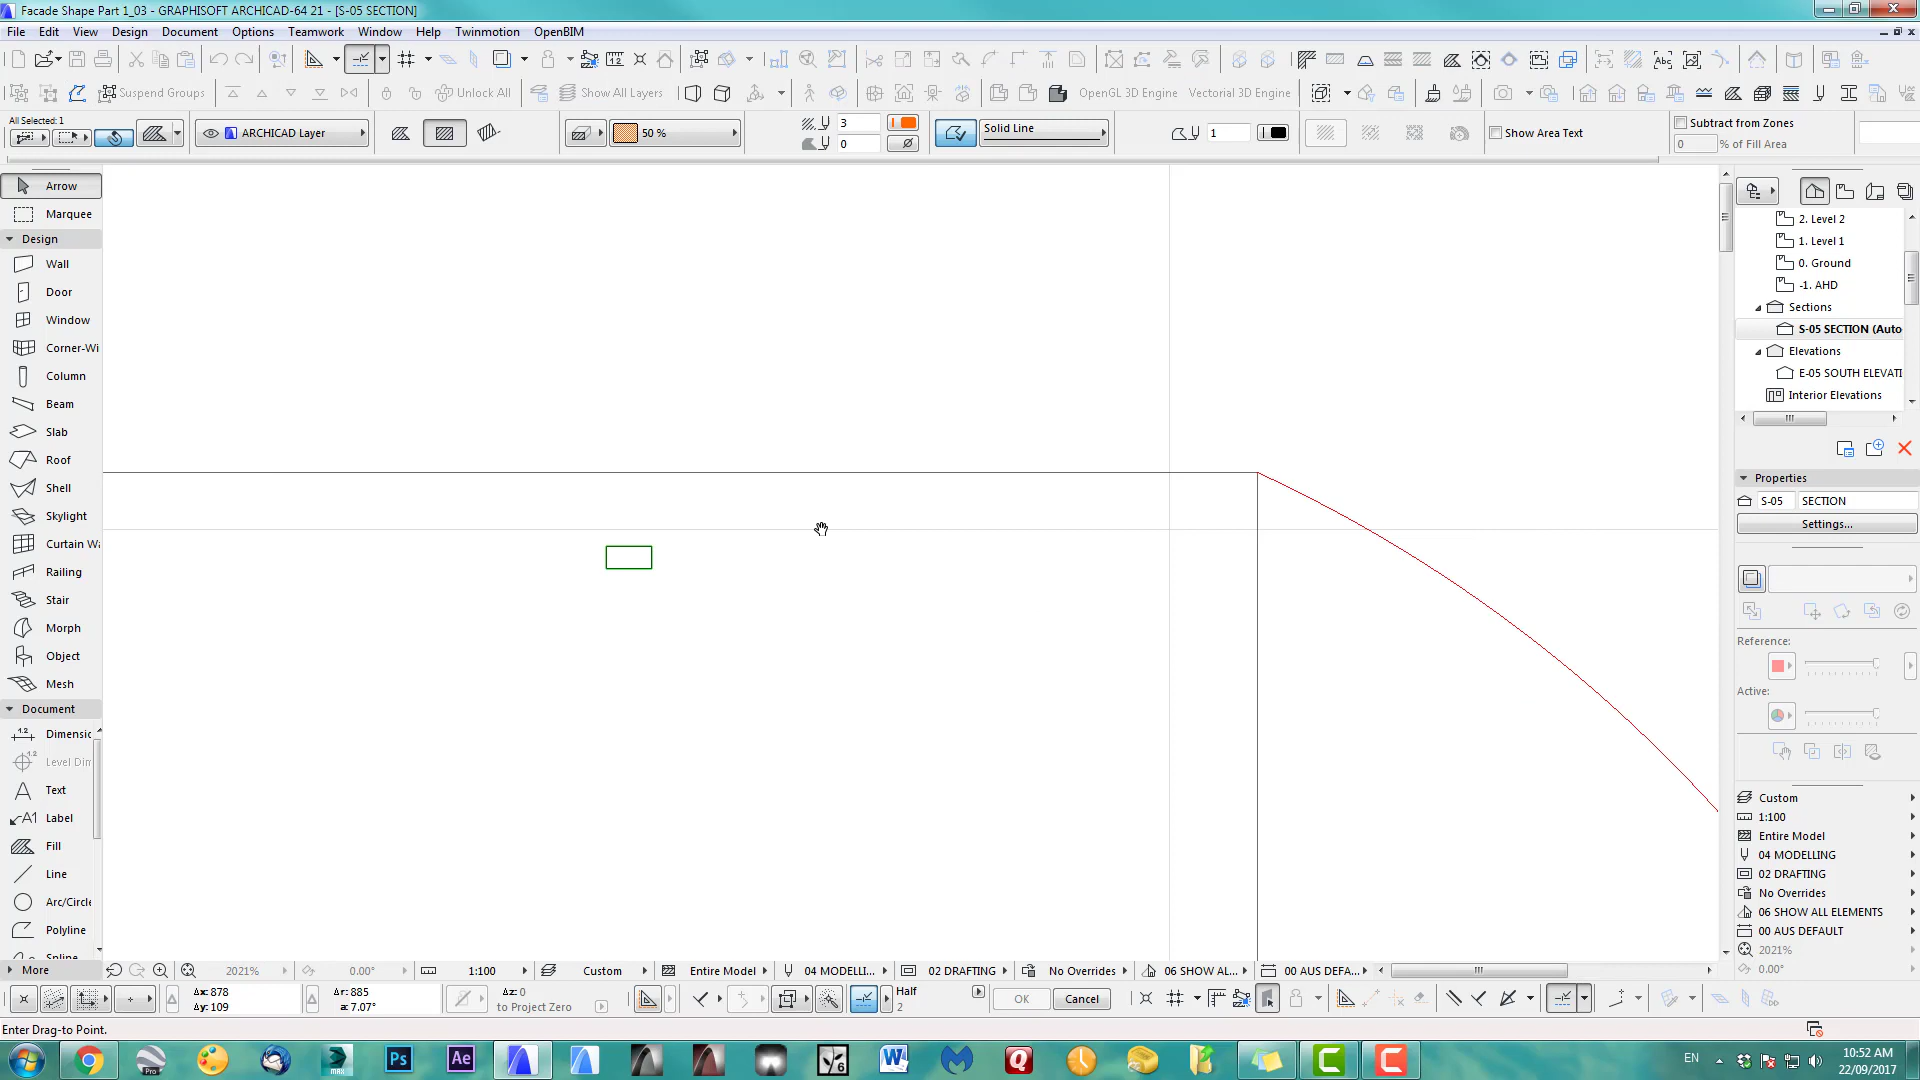 Facade Shape Part 1_03 - GRAPHISOFT ARCHICAD-64 21 - [S-05 SECTION]
File Edit View Design Document Options Teamwork Window Help Twinmotion OpenBIM
Suspend Groups Unlock All Show All Layers OpenGL 3D Engine Vectorial 3D Engine
All Selected: 1
ARCHICAD Layer
50 %
3
0
Solid Line
1
Show Area Text
Subtract from Zones
0 % of Fill Area
Arrow
Marquee
Design
Wall
Door
Window
Corner-Wi
Column
Beam
Slab
Roof
Shell
Skylight
Curtain Wa
Railing
Stair
Morph
Object
Mesh
Document
Dimensio
Level Dim
Text
Label
Fill
Line
Arc/Circle
Polyline
Spline
More
2. Level 2
1. Level 1
0. Ground
-1. AHD
Sections
S-05 SECTION (Auto
Elevations
E-05 SOUTH ELEVATI
Interior Elevations
Properties
S-05 SECTION
Settings...
Reference:
Active:
Custom
1:100
Entire Model
04 MODELLING
02 DRAFTING
No Overrides
06 SHOW ALL ELEMENTS
00 AUS DEFAULT
2021%
0.00°
2021% 0.00° 1:100 Custom Entire Model 04 MODELLI... 02 DRAFTING No Overrides 06 SHOW AL... 00 AUS DEFA...
Δx: 878
Δy: 109
Δr: 885
a: 7.07°
Δz: 0
to Project Zero
Half
2
OK Cancel
Enter Drag-to Point.
EN
10:52 AM
22/09/2017